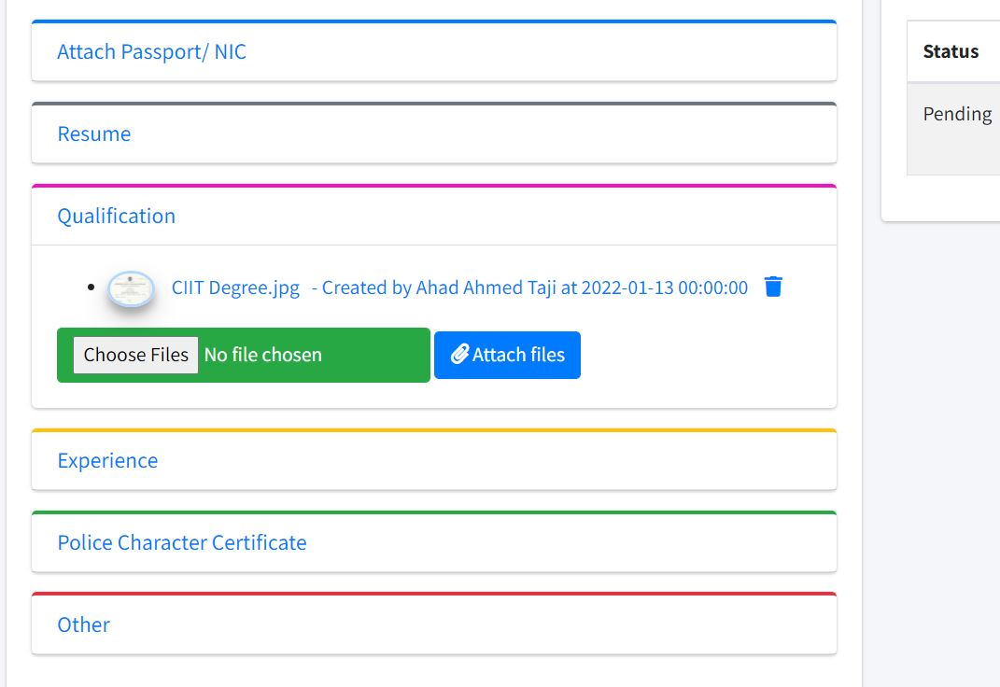 Attach Passport/ NIC
Resume
Qualification
CIIT Degree.jpg - Created by Ahad Ahmed Taji at 2022-01-13 00:00:00
Choose Files No file chosen Attach files
Experience
Police Character Certificate
Other
Status
Pending